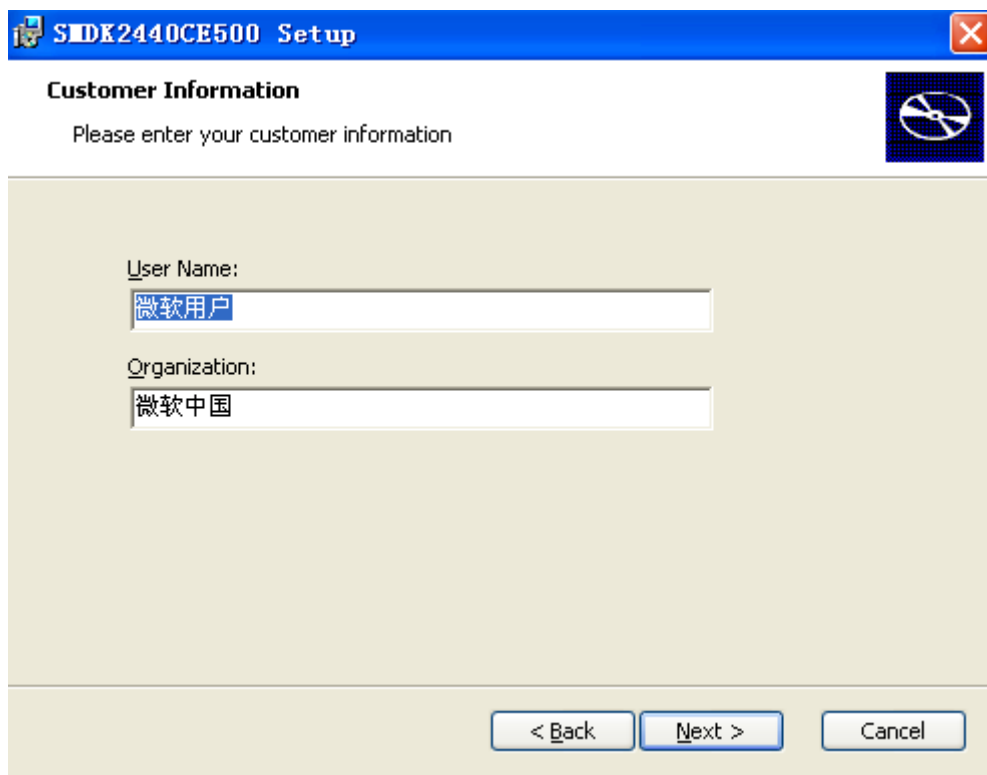 SMDK2440CE500 Setup
Customer Information
Please enter your customer information
User Name:
微软用户
Organization:
微软中国
< Back
Next >
Cancel